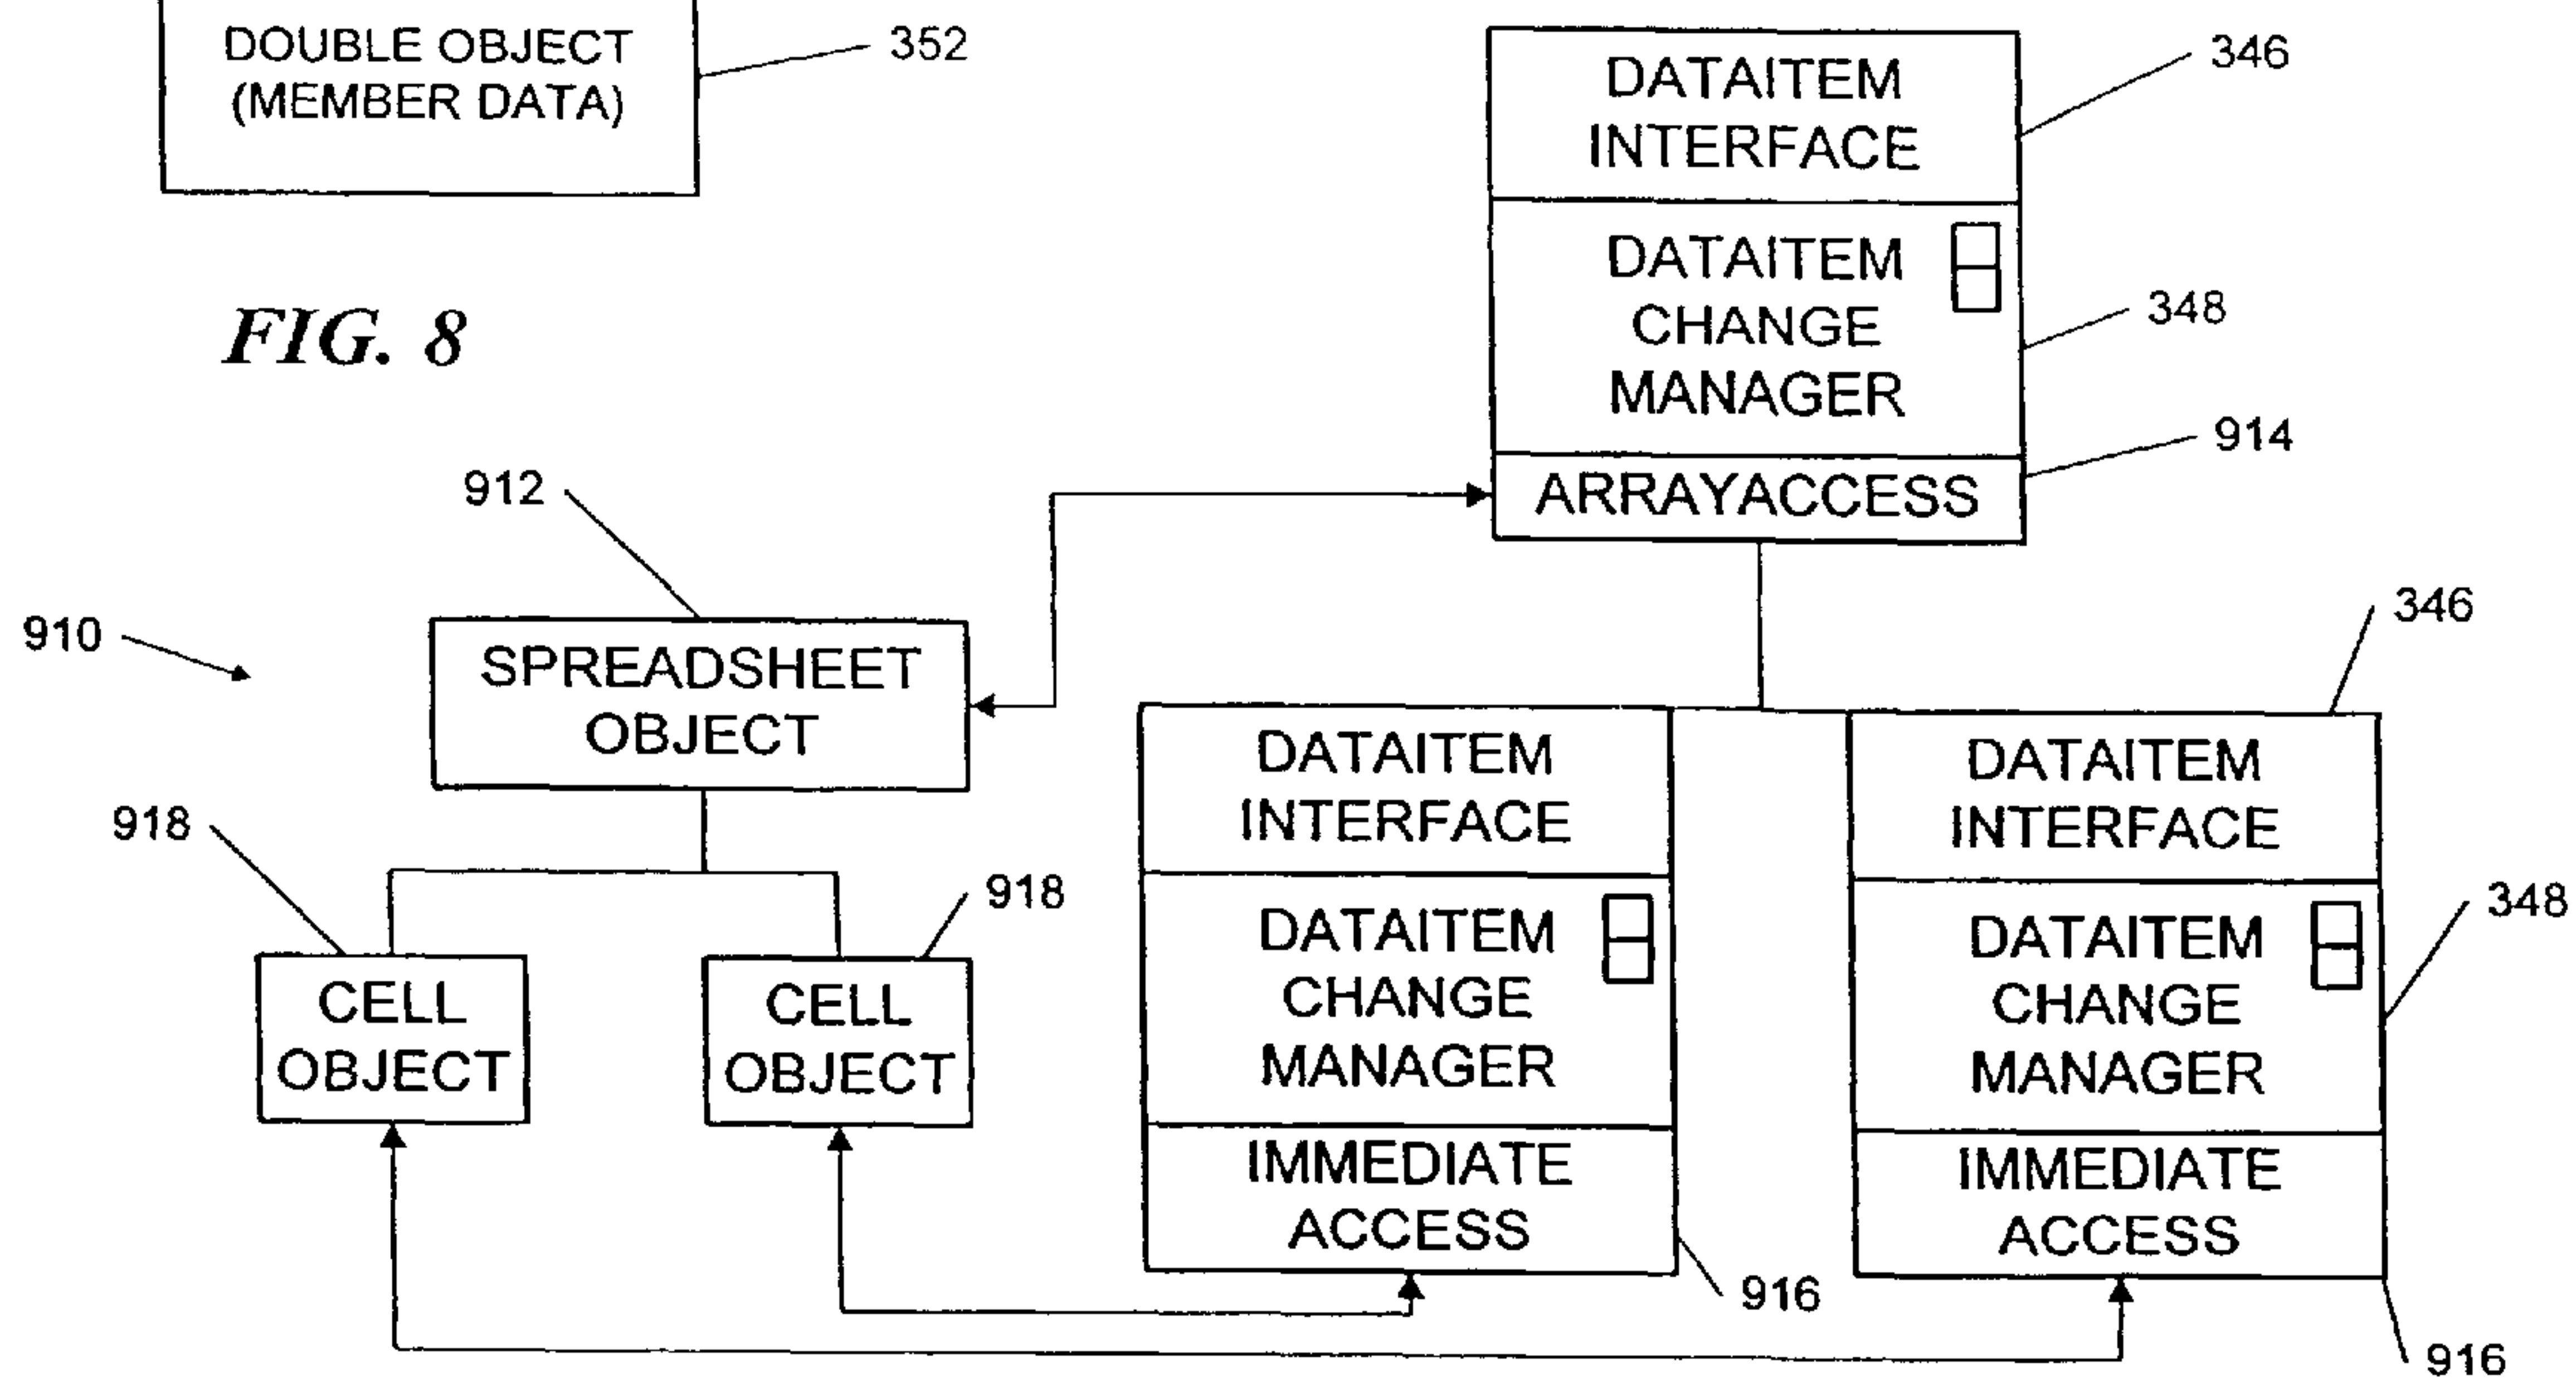 DOUBLE OBJECT
(MEMBER DATA)
352
FIG. 8
DATAITEM
INTERFACE
346
DATAITEM
CHANGE
MANAGER
348
ARRAYACCESS
914
912
910
SPREADSHEET
OBJECT
918
CELL
OBJECT
918
CELL
OBJECT
DATAITEM
INTERFACE
DATAITEM
CHANGE
MANAGER
IMMEDIATE
ACCESS
916
346
DATAITEM
INTERFACE
DATAITEM
CHANGE
MANAGER
348
IMMEDIATE
ACCESS
916